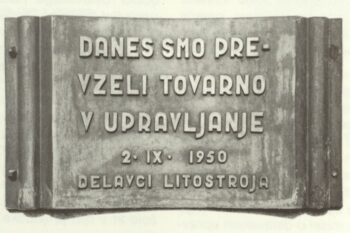 DANES SMO PRE-
VZELI TOVARNO
V UPRAVLJANJE
2·IX· 1950
DELAVCI LITOSTROJA